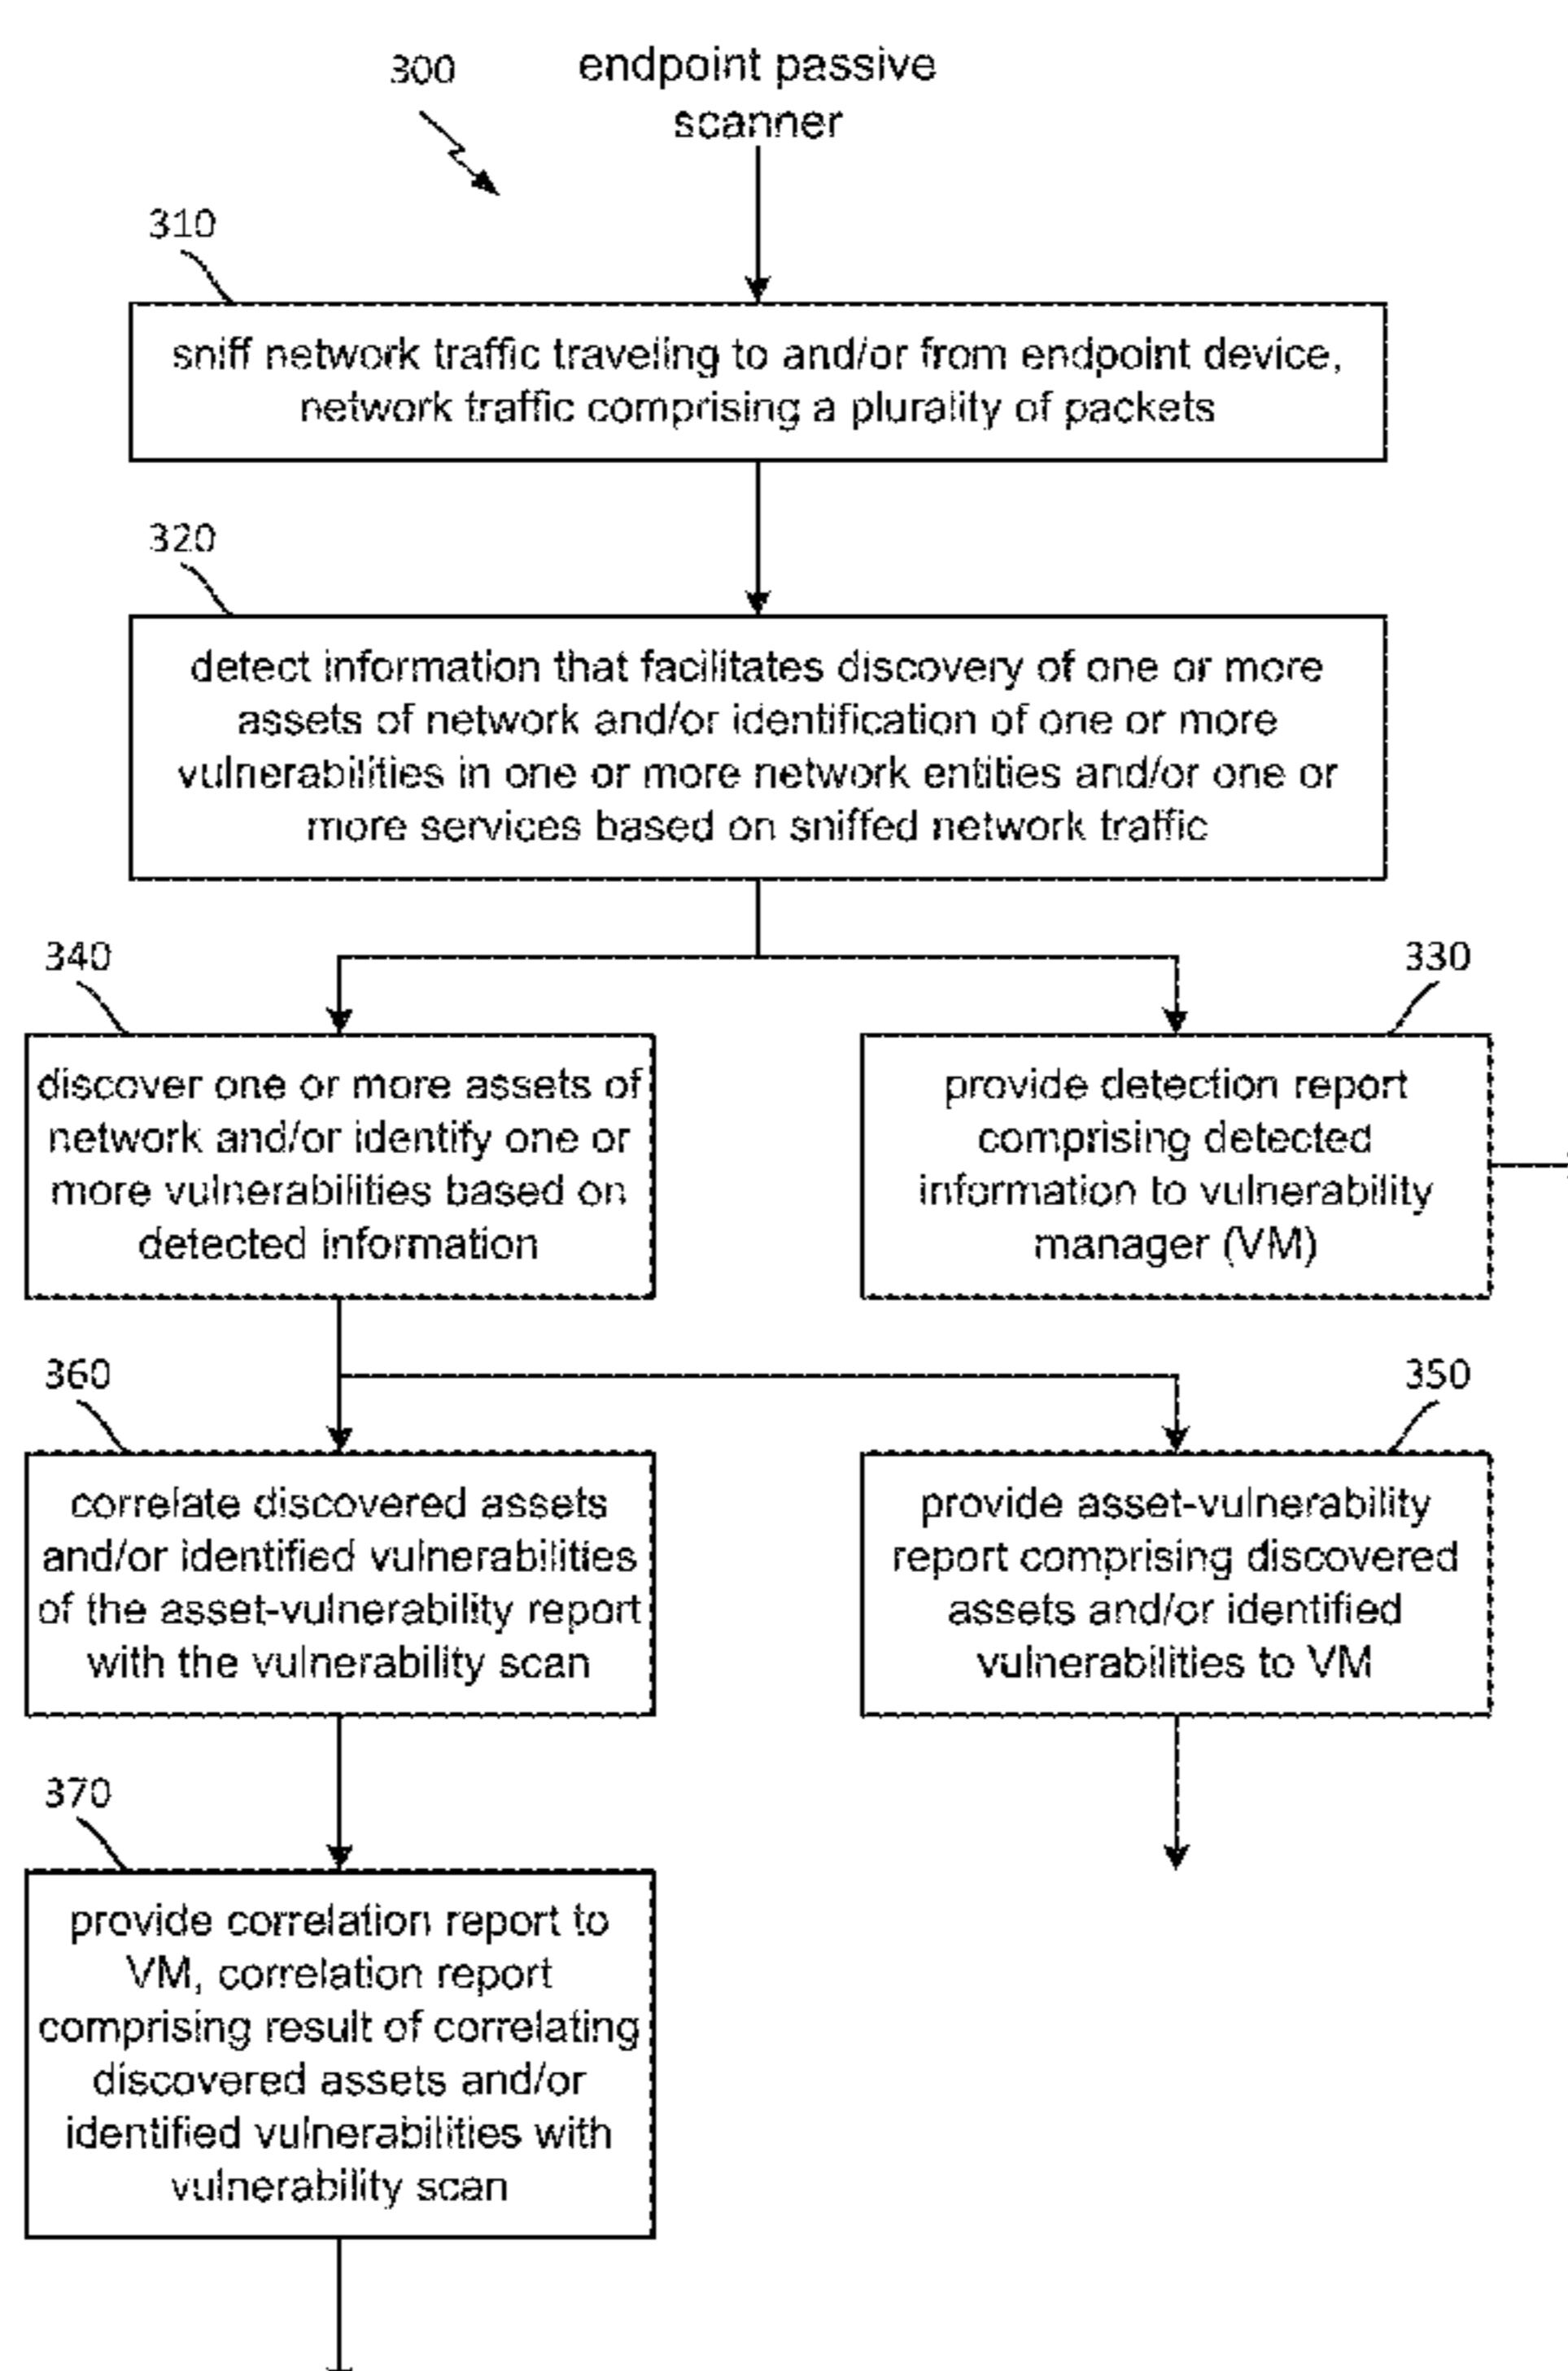 300
endpoint passive
scanner
310
sniff network traffic traveling to and/or from endpoint device,
network traffic comprising a plurality of packets
320
detect information that facilitates discovery of one or more
assets of network and/or identification of one or more
vulnerabilities in one or more network entities and/or one or
more services based on sniffed network traffic
340
discover one or more assets of
network and/or identify one or
more vulnerabilities based on
detected information
330
provide detection report
comprising detected
information to vulnerability
manager (VM)
360
correlate discovered assets
and/or identified vulnerabilities
of the asset-vulnerability report
with the vulnerability scan
350
provide asset-vulnerability
report comprising discovered
assets and/or identified
vulnerabilities to VM
370
provide correlation report to
VM, correlation report
comprising result of correlating
discovered assets and/or
identified vulnerabilities with
vulnerability scan